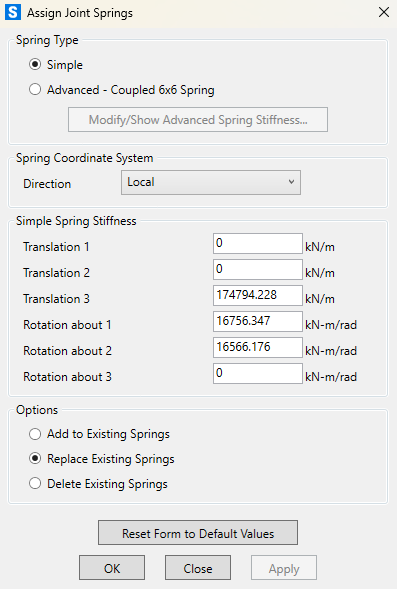 S Assign Joint Springs
Spring Type
Simple
Advanced - Coupled 6x6 Spring
Modify/Show Advanced Spring Stiffness...
Spring Coordinate System
Direction Local
Simple Spring Stiffness
Translation 1 0 kN/m
Translation 2 0 kN/m
Translation 3 174794.228 kN/m
Rotation about 1 16756.347 kN-m/rad
Rotation about 2 16566.176 kN-m/rad
Rotation about 3 0 kN-m/rad
Options
Add to Existing Springs
Replace Existing Springs
Delete Existing Springs
Reset Form to Default Values
OK Close Apply